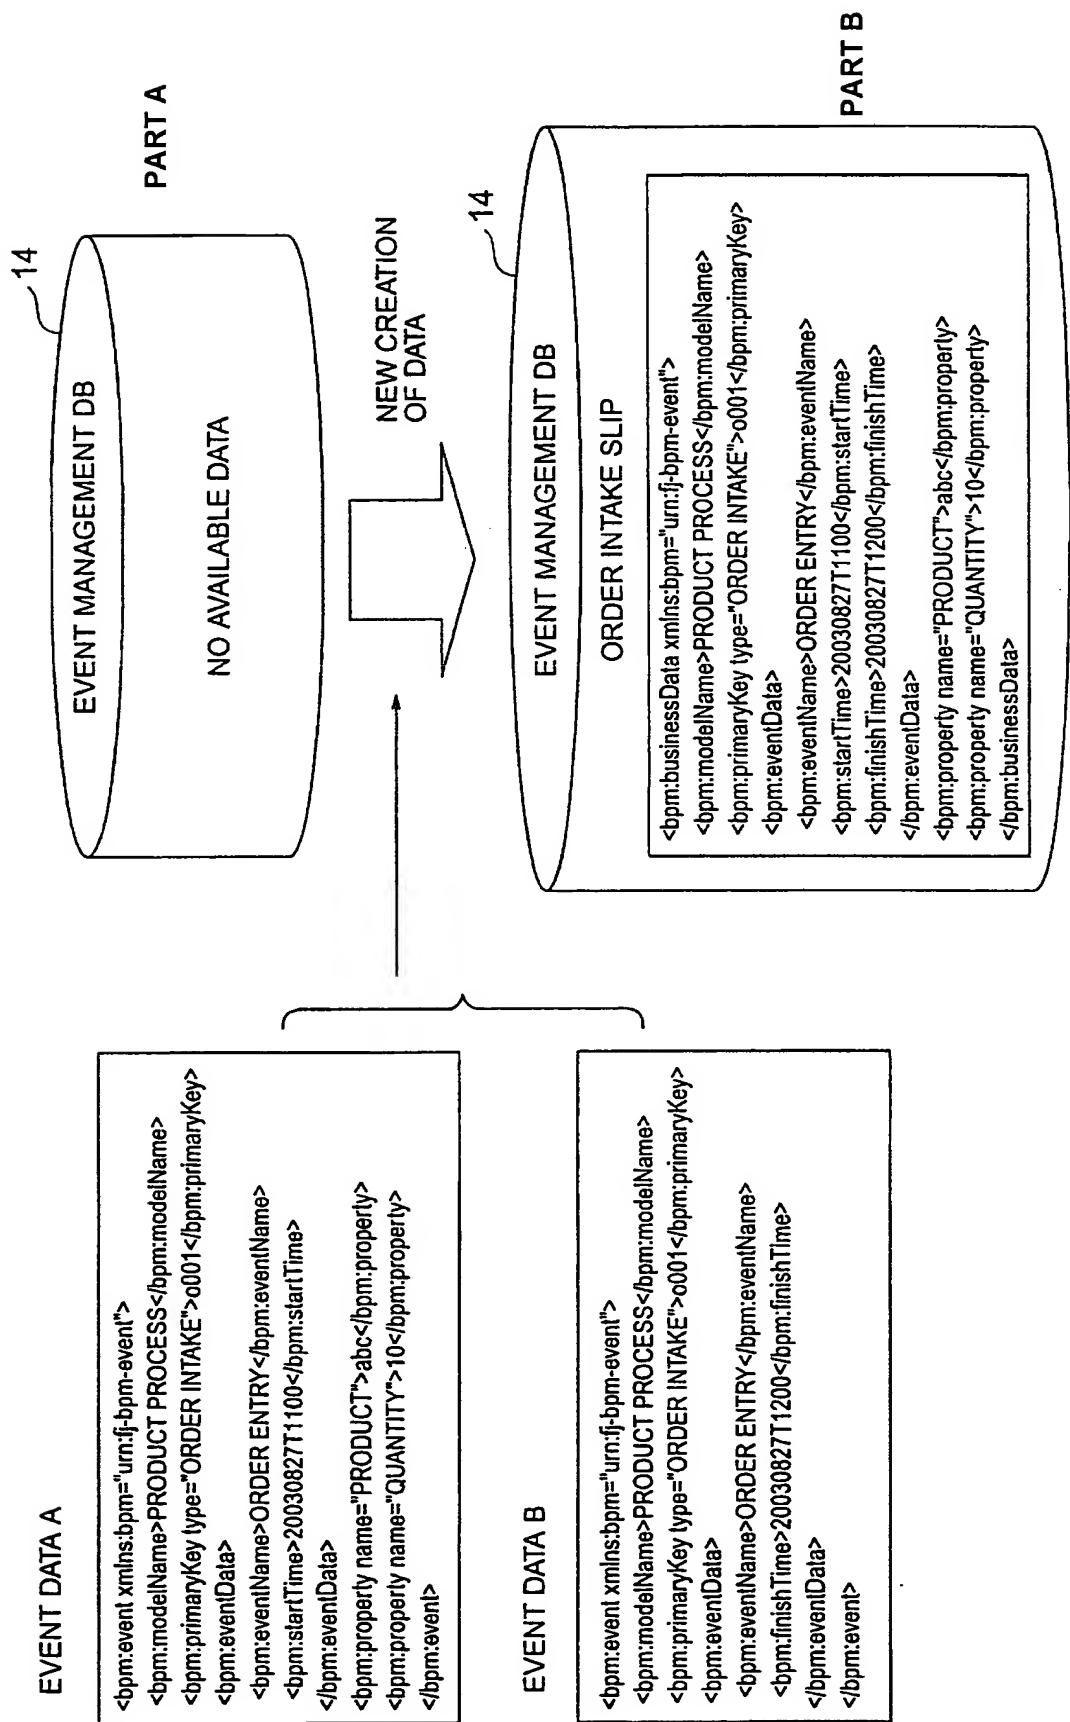 EVENT DATA A
<bpm:event xmlns:bpm="urn:fj-bpm-event">
<bpm:modelName>PRODUCT PROCESS</bpm:modelName>
<bpm:primaryKey type="ORDER INTAKE">o001</bpm:primaryKey>
<bpm:eventData>
<bpm:eventName>ORDER ENTRY</bpm:eventName>
<bpm:startTime>20030827T1100</bpm:startTime>
</bpm:eventData>
<bpm:property name="PRODUCT">abc</bpm:property>
<bpm:property name="QUANTITY">10</bpm:property>
</bpm:event>
EVENT DATA B
<bpm:event xmlns:bpm="urn:fj-bpm-event">
<bpm:modelName>PRODUCT PROCESS</bpm:modelName>
<bpm:primaryKey type="ORDER INTAKE">o001</bpm:primaryKey>
<bpm:eventData>
<bpm:eventName>ORDER ENTRY</bpm:eventName>
<bpm:finishTime>20030827T1200</bpm:finishTime>
</bpm:eventData>
</bpm:event>
14
EVENT MANAGEMENT DB
NO AVAILABLE DATA
PART A
NEW CREATION
OF DATA
14
EVENT MANAGEMENT DB
ORDER INTAKE SLIP
<bpm:businessData xmlns:bpm="urn:fj-bpm-event">
<bpm:modelName>PRODUCT PROCESS</bpm:modelName>
<bpm:primaryKey type="ORDER INTAKE">o001</bpm:primaryKey>
<bpm:eventData>
<bpm:eventName>ORDER ENTRY</bpm:eventName>
<bpm:startTime>20030827T1100</bpm:startTime>
<bpm:finishTime>20030827T1200</bpm:finishTime>
</bpm:eventData>
<bpm:property name="PRODUCT">abc</bpm:property>
<bpm:property name="QUANTITY">10</bpm:property>
</bpm:businessData>
PART B